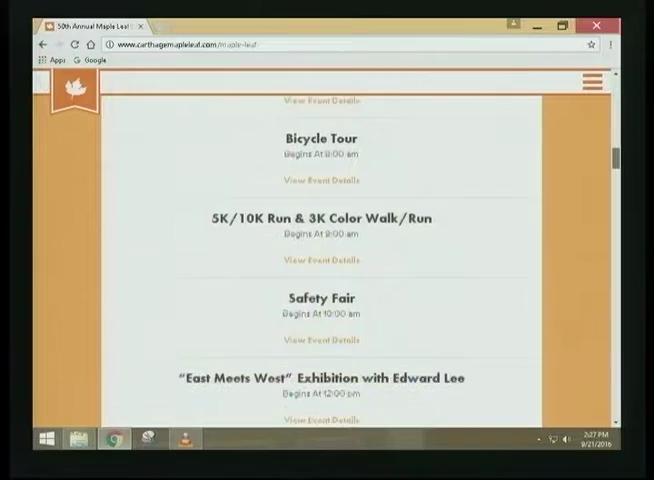 50th Annual Maple Leaf
www.carthagemapleleaf.com/maple-leaf
Apps
Google
View Event Details
Bicycle Tour
Begins At 8:00 am
View Event Details
5K/10K Run & 3K Color Walk/Run
Begins At 9:00 am
View Event Details
Safety Fair
Begins At 10:00 am
View Event Details
"East Meets West" Exhibition with Edward Lee
Begins At 12:00 pm
View Event Details
2:27 PM
9/21/2016